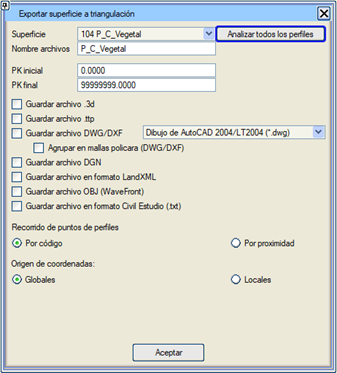 Exportar superficie a triangulación
Superficie 104 P_C_Vegetal Analizar todos los perfiles
Nombre archivos P_C_Vegetal
PK inicial 0.0000
PK final 99999999.0000
Guardar archivo .3d
Guardar archivo .ttp
Guardar archivo DWG/DXF Dibujo de AutoCAD 2004/LT2004 (*.dwg)
Agrupar en mallas policara (DWG/DXF)
Guardar archivo DGN
Guardar archivo en formato LandXML
Guardar archivo OBJ (WaveFront)
Guardar archivo en formato Civil Estudio (.txt)
Recorrido de puntos de perfiles
Por código Por proximidad
Origen de coordenadas:
Globales Locales
Aceptar